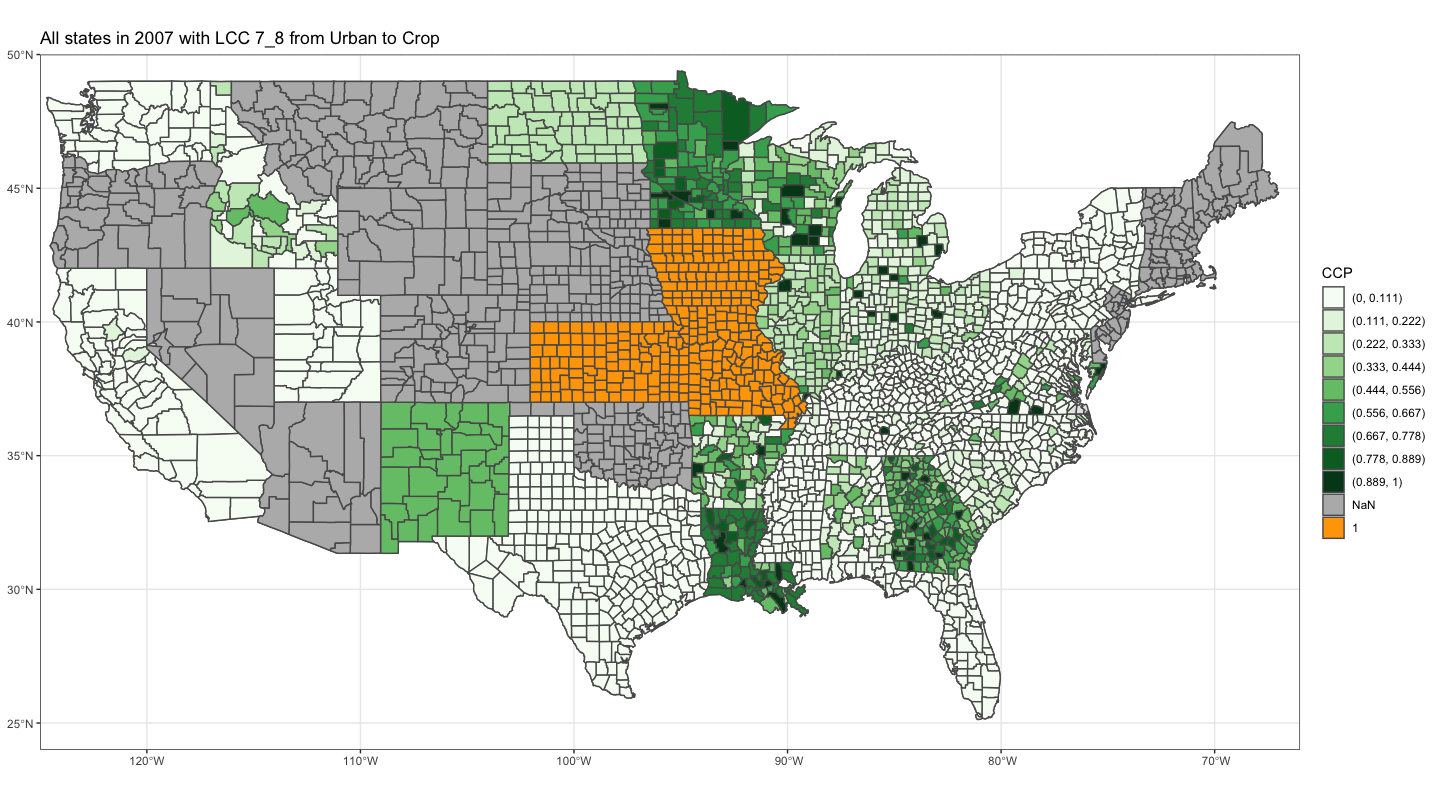 All states in 2007 with LCC 7_8 from Urban to Crop
50°N
45°N
40°N
35°N
30°N
25°N
120°W
110°W
100°W
90°W
80°W
70°W
CCP
(0, 0.111)
(0.111, 0.222)
(0.222, 0.333)
(0.333, 0.444)
(0.444, 0.556)
(0.556, 0.667)
(0.667, 0.778)
(0.778, 0.889)
(0.889, 1)
NaN
1